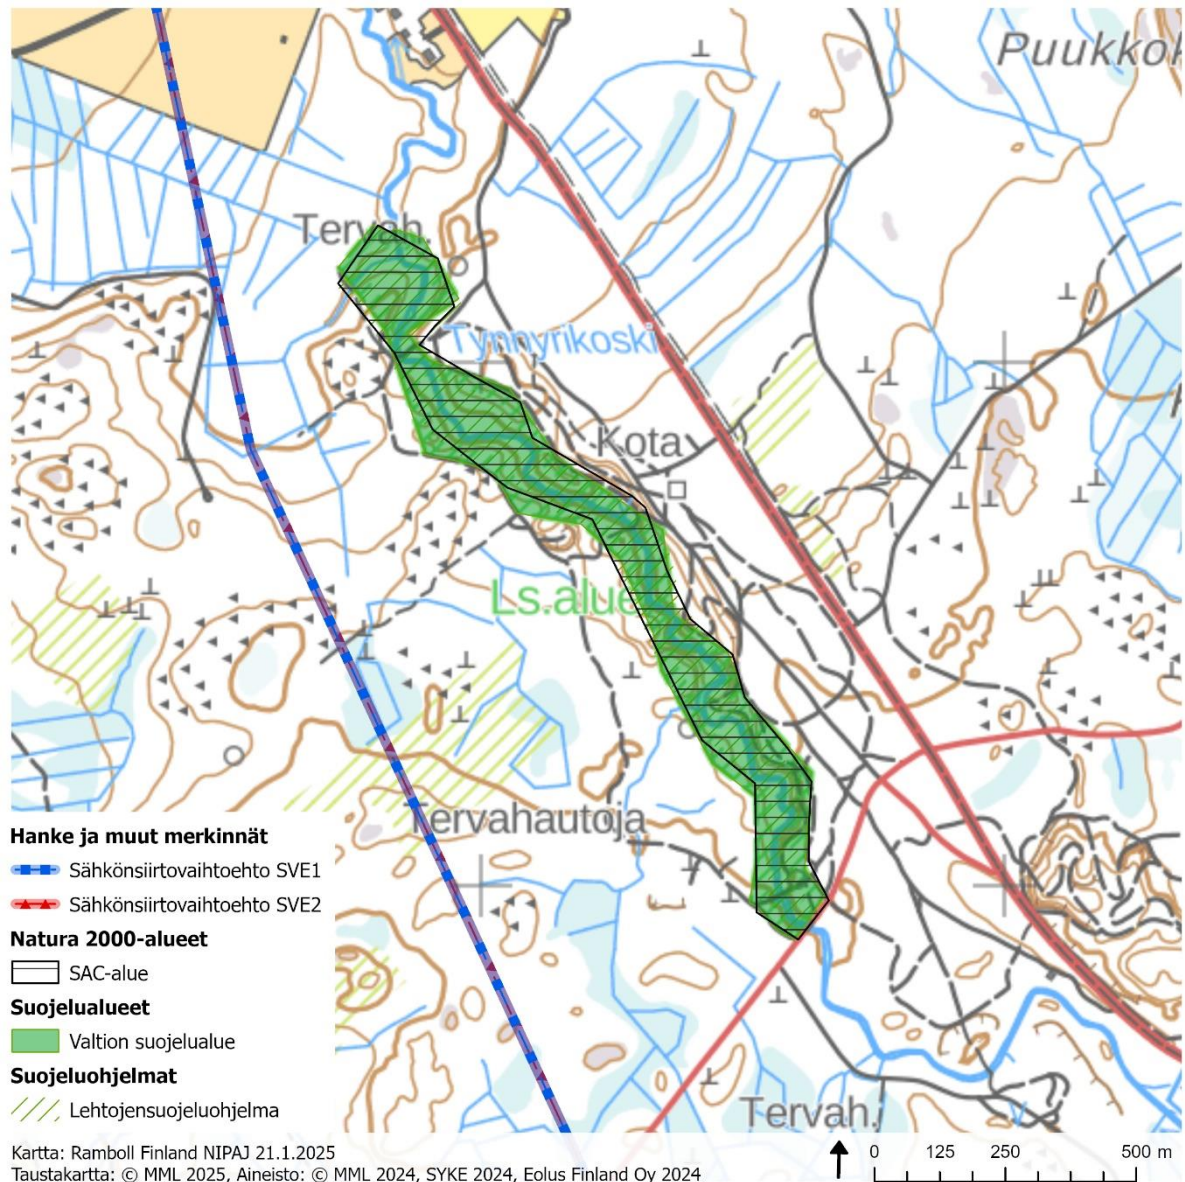 Puukkok
Tervah.
Tynnyrikoski
Kota
Ls.alue
Tervahautoja
Hanke ja muut merkinnät
Sähkönsiirtovaihtoehto SVE1
Sähkönsiirtovaihtoehto SVE2
Natura 2000-alueet
SAC-alue
Suojelualueet
Valtion suojelualue
Suojeluohjelmat
Lehtojensuojeluohjelma
Tervah.
Kartta: Ramboll Finland NIPAJ 21.1.2025
Taustakartta: © MML 2025, Aineisto: © MML 2024, SYKE 2024, Eolus Finland Oy 2024
0 125 250 500 m